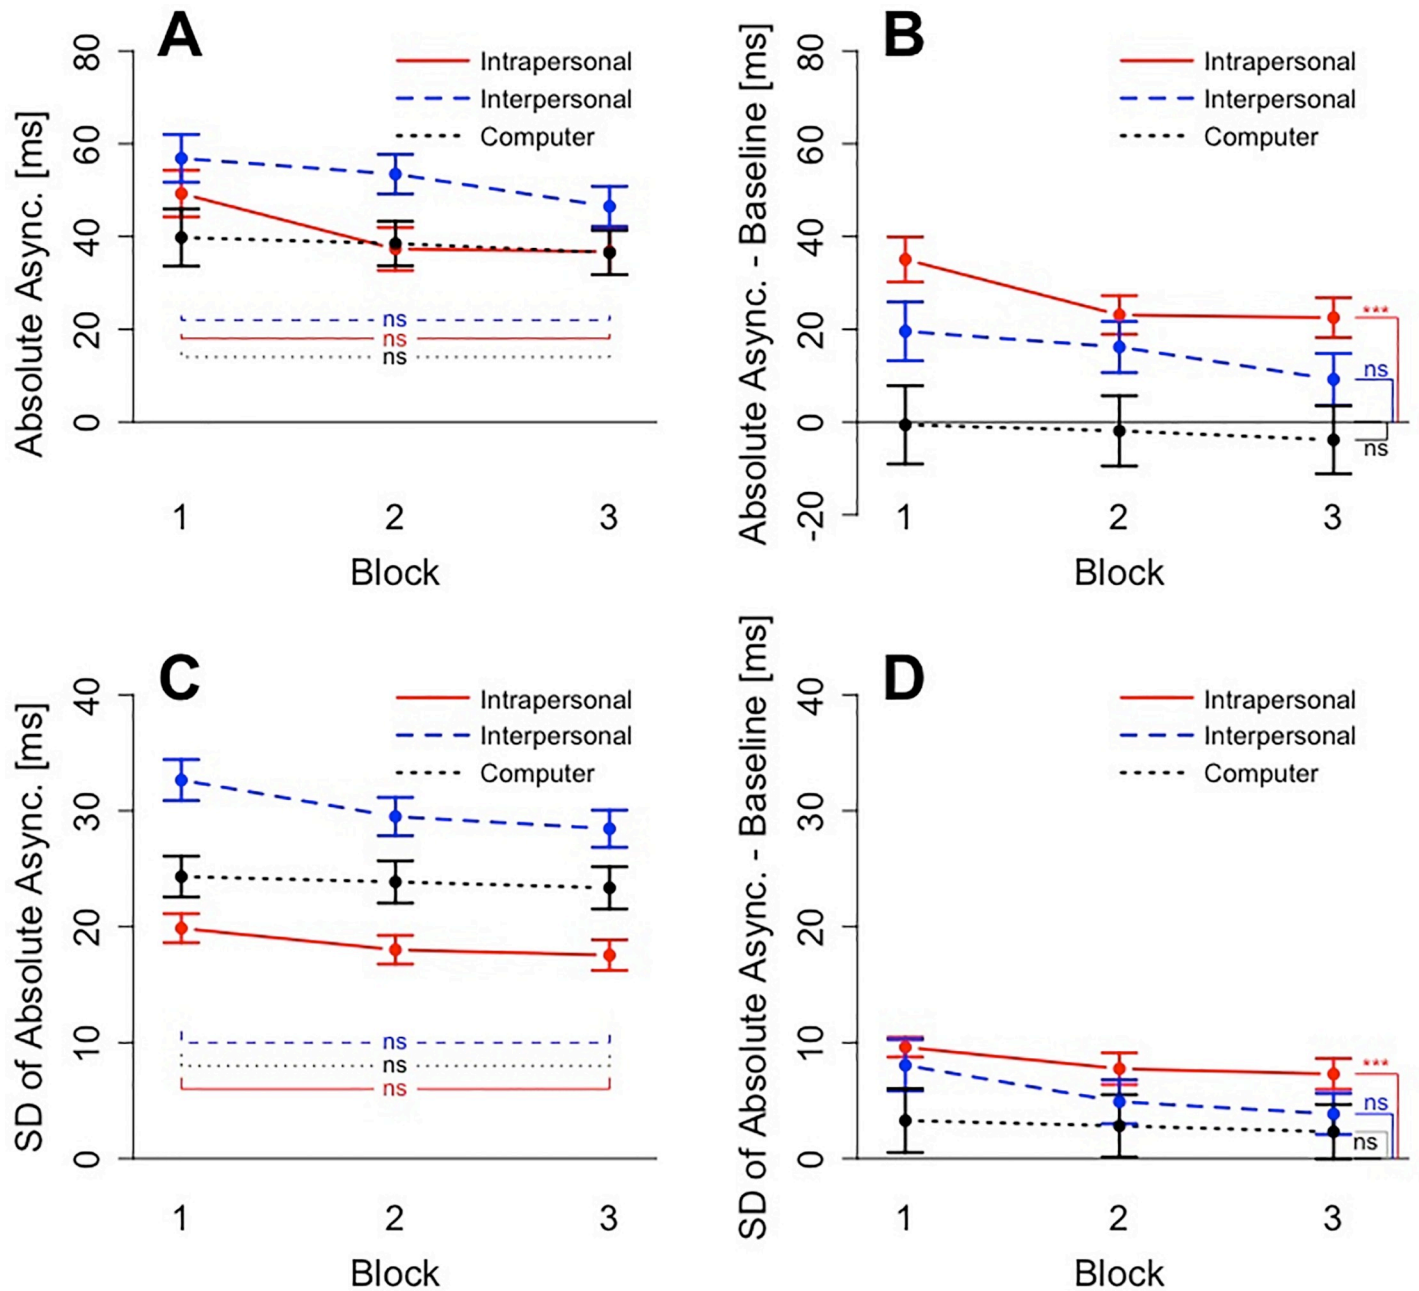 A
Absolute Async. [ms]
80
60
40
20
0
Intrapersonal
Interpersonal
Computer
ns
ns
ns
1 2 3
Block
B
Absolute Async. - Baseline [ms]
80
60
40
20
0
-20
Intrapersonal
Interpersonal
Computer
***
ns
ns
1 2 3
Block
C
SD of Absolute Async. [ms]
40
30
20
10
0
Intrapersonal
Interpersonal
Computer
ns
ns
ns
1 2 3
Block
D
SD of Absolute Async. - Baseline [ms]
40
30
20
10
0
Intrapersonal
Interpersonal
Computer
***
ns
ns
1 2 3
Block